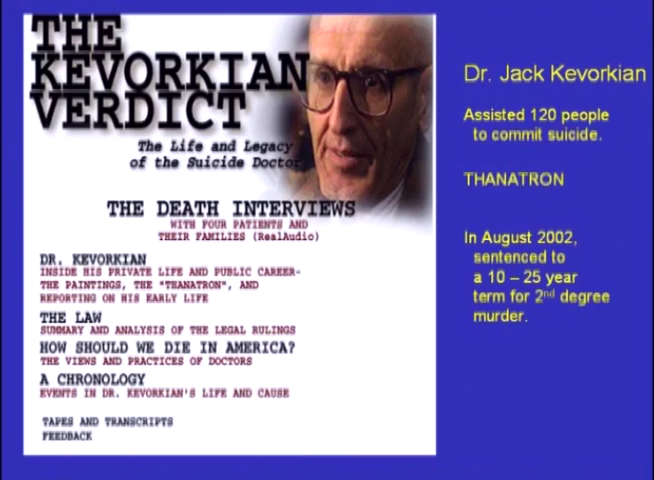 THE
KEVORKIAN
VERDICT
The Life and Legacy
of the Suicide Doctor
THE DEATH INTERVIEWS
WITH FOUR PATIENTS AND
THEIR FAMILIES (RealAudio)
DR. KEVORKIAN
INSIDE HIS PRIVATE LIFE AND PUBLIC CAREER-
THE PAINTINGS, THE "THANATRON", AND
REPORTING ON HIS EARLY LIFE
THE LAW
SUMMARY AND ANALYSIS OF THE LEGAL RULINGS
HOW SHOULD WE DIE IN AMERICA?
THE VIEWS AND PRACTICES OF DOCTORS
A CHRONOLOGY
EVENTS IN DR. KEVORKIAN'S LIFE AND CAUSE
TAPES AND TRANSCRIPTS
FEEDBACK
Dr. Jack Kevorkian
Assisted 120 people
to commit suicide.
THANATRON
In August 2002,
sentenced to
a 10 – 25 year
term for 2nd degree
murder.